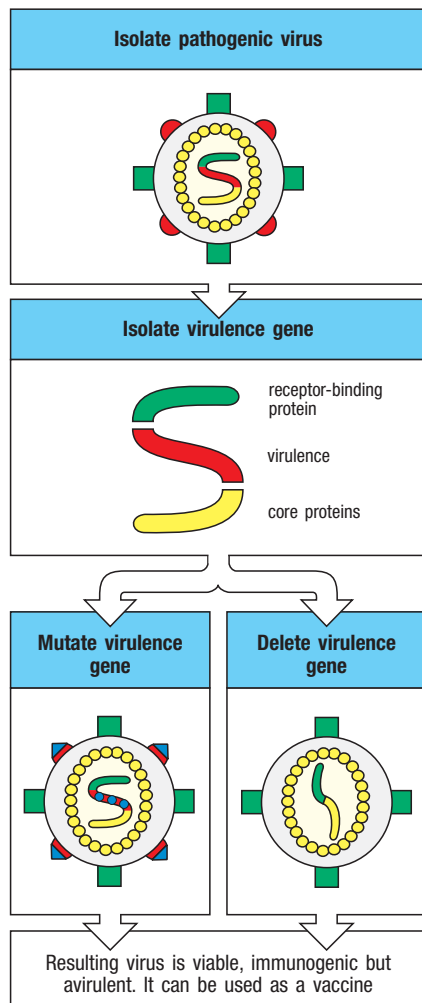 Isolate pathogenic virus
Isolate virulence gene
receptor-binding
protein
virulence
core proteins
Mutate virulence
gene
Delete virulence
gene
Resulting virus is viable, immunogenic but
avirulent. It can be used as a vaccine